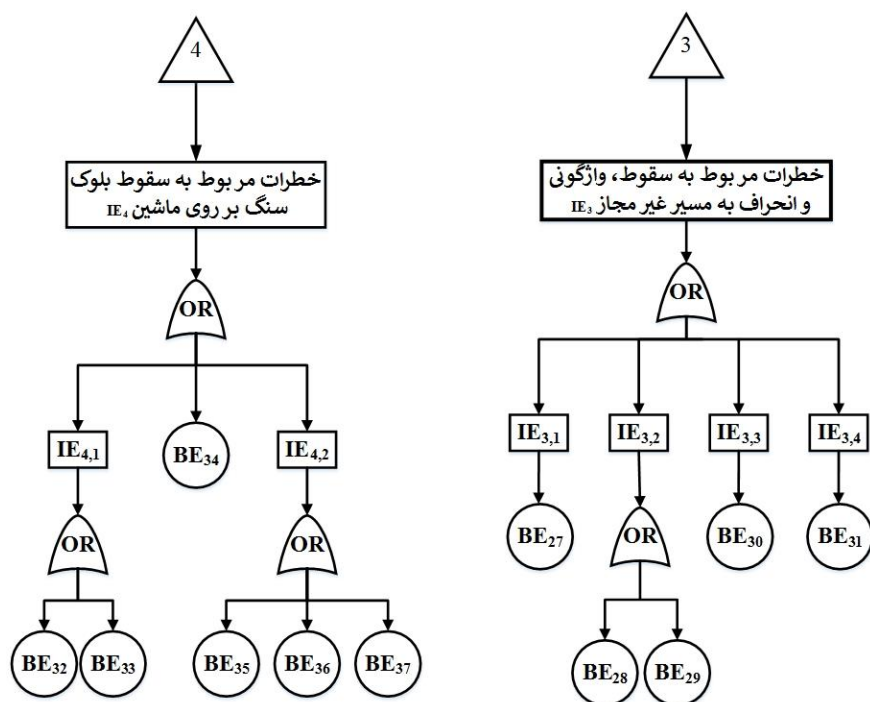 4
خطرات مربوط به سقوط بلوک
سنگ بر روی ماشین IE₄
OR
IE₄,₁
BE₃₄
IE₄,₂
OR
OR
BE₃₂
BE₃₃
BE₃₅
BE₃₆
BE₃₇
3
خطرات مربوط به سقوط، واژگونی
و انحراف به مسیر غیر مجاز IE₃
OR
IE₃,₁
IE₃,₂
IE₃,₃
IE₃,₄
BE₂₇
OR
BE₃₀
BE₃₁
BE₂₈
BE₂₉